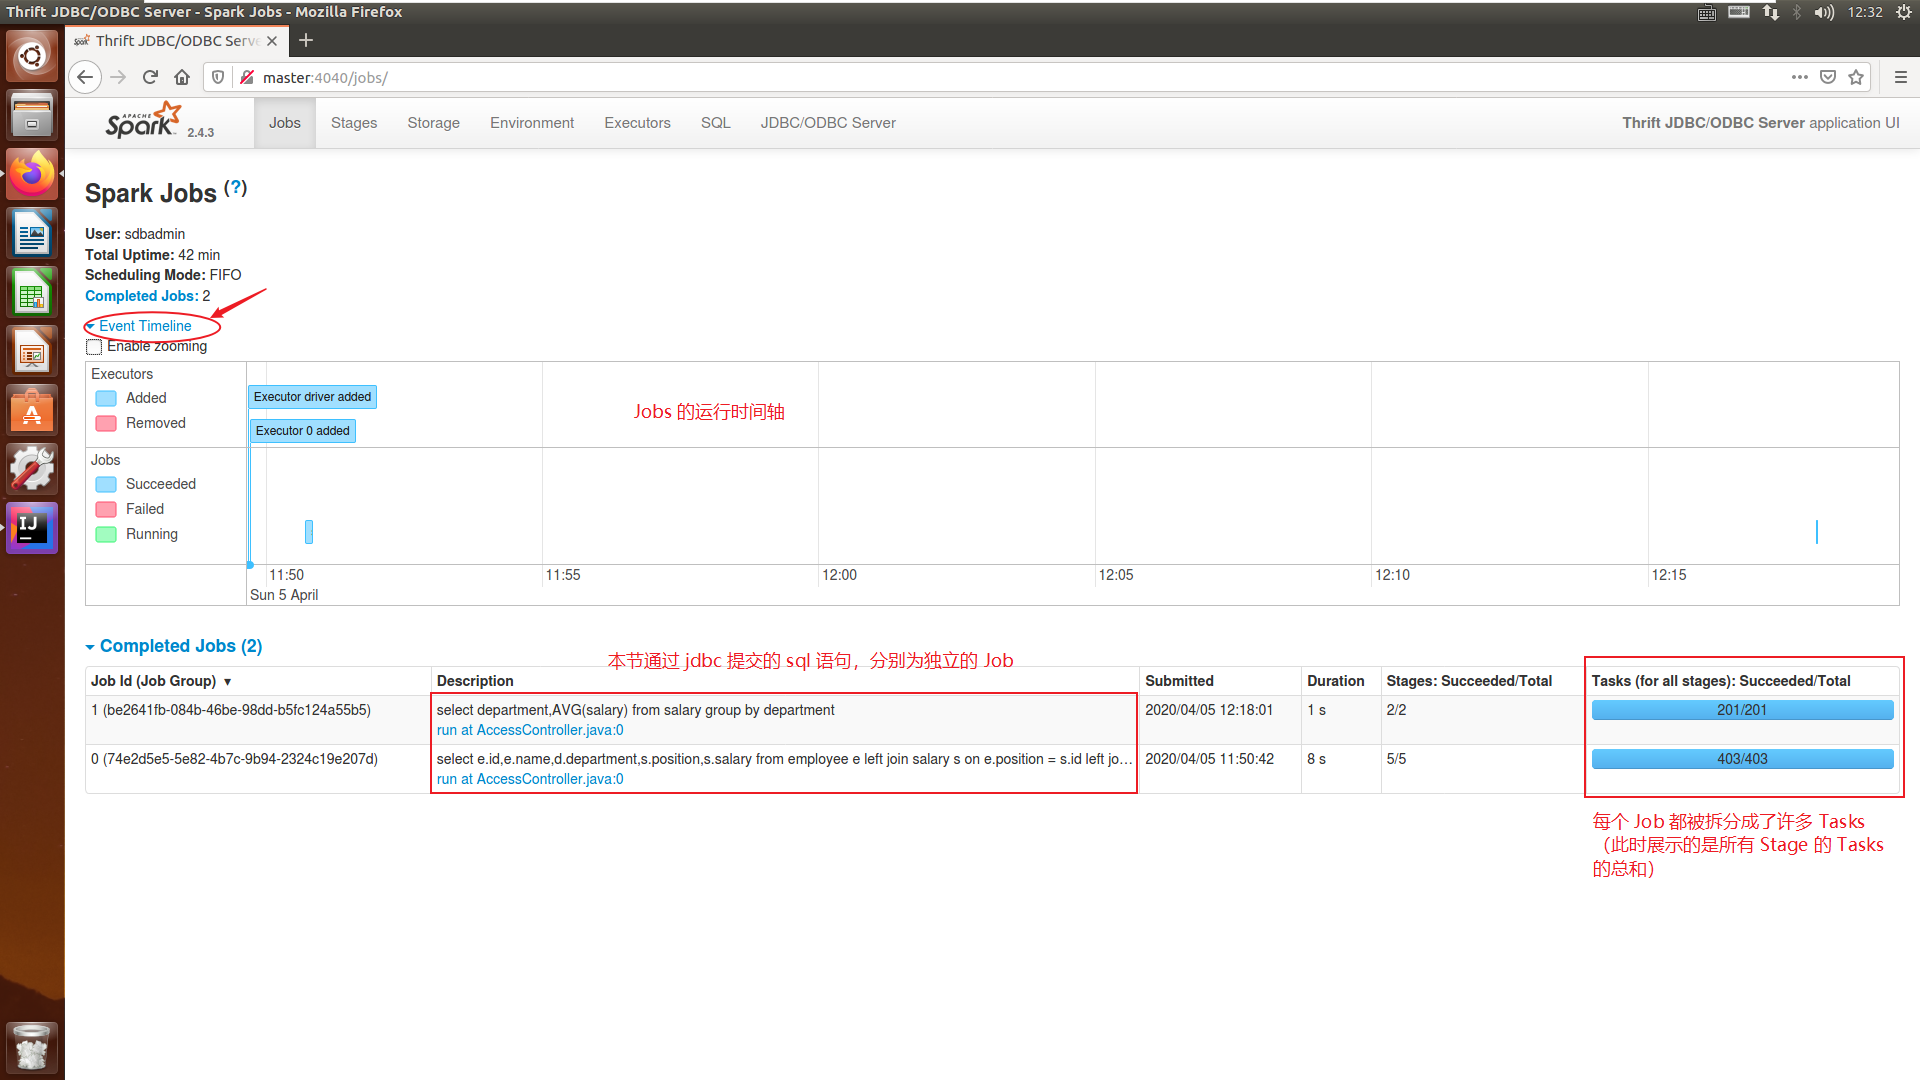 Thrift JDBC/ODBC Server - Spark Jobs - Mozilla Firefox
12:32
Thrift JDBC/ODBC Serve
master:4040/jobs/
APACHE Spark 2.4.3
Jobs Stages Storage Environment Executors SQL JDBC/ODBC Server
Thrift JDBC/ODBC Server application UI
Spark Jobs (?)
User: sdbadmin
Total Uptime: 42 min
Scheduling Mode: FIFO
Completed Jobs: 2
Event Timeline
Enable zooming
Executors
Added
Removed
Executor driver added
Executor 0 added
Jobs 的运行时间轴
Jobs
Succeeded
Failed
Running
11:50 11:55 12:00 12:05 12:10 12:15
Sun 5 April
Completed Jobs (2)
本节通过 jdbc 提交的 sql 语句，分别为独立的 Job
Job Id (Job Group) ▼ Description Submitted Duration Stages: Succeeded/Total Tasks (for all stages): Succeeded/Total
1 (be2641fb-084b-46be-98dd-b5fc124a55b5) select department,AVG(salary) from salary group by department 2020/04/05 12:18:01 1 s 2/2 201/201
run at AccessController.java:0
0 (74e2d5e5-5e82-4b7c-9b94-2324c19e207d) select e.id,e.name,d.department,s.position,s.salary from employee e left join salary s on e.position = s.id left jo... 2020/04/05 11:50:42 8 s 5/5 403/403
run at AccessController.java:0
每个 Job 都被拆分成了许多 Tasks
（此时展示的是所有 Stage 的 Tasks
的总和）
IJ